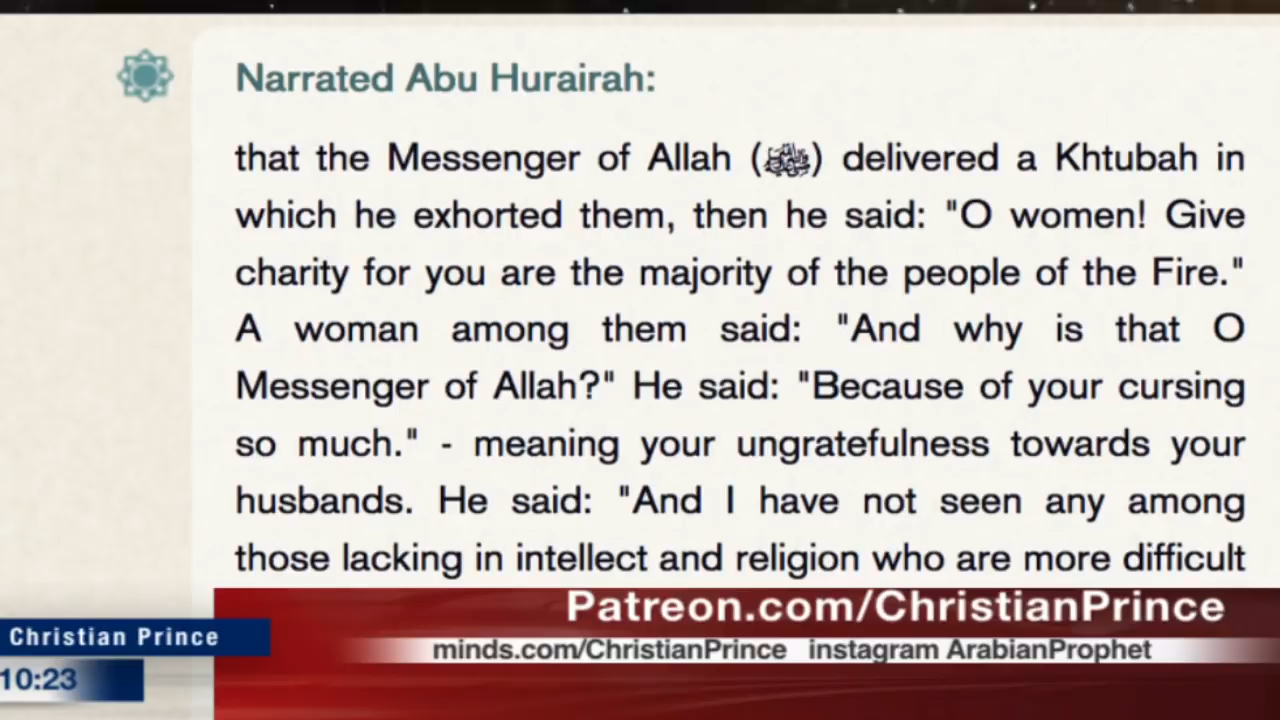 Narrated Abu Hurairah:
that the Messenger of Allah (ﷺ) delivered a Khtubah in
which he exhorted them, then he said: "O women! Give
charity for you are the majority of the people of the Fire."
A woman among them said: "And why is that O
Messenger of Allah?" He said: "Because of your cursing
so much." - meaning your ungratefulness towards your
husbands. He said: "And I have not seen any among
those lacking in intellect and religion who are more difficult
Patreon.com/ChristianPrince
Christian Prince
minds.com/ChristianPrince instagram ArabianProphet
10:23